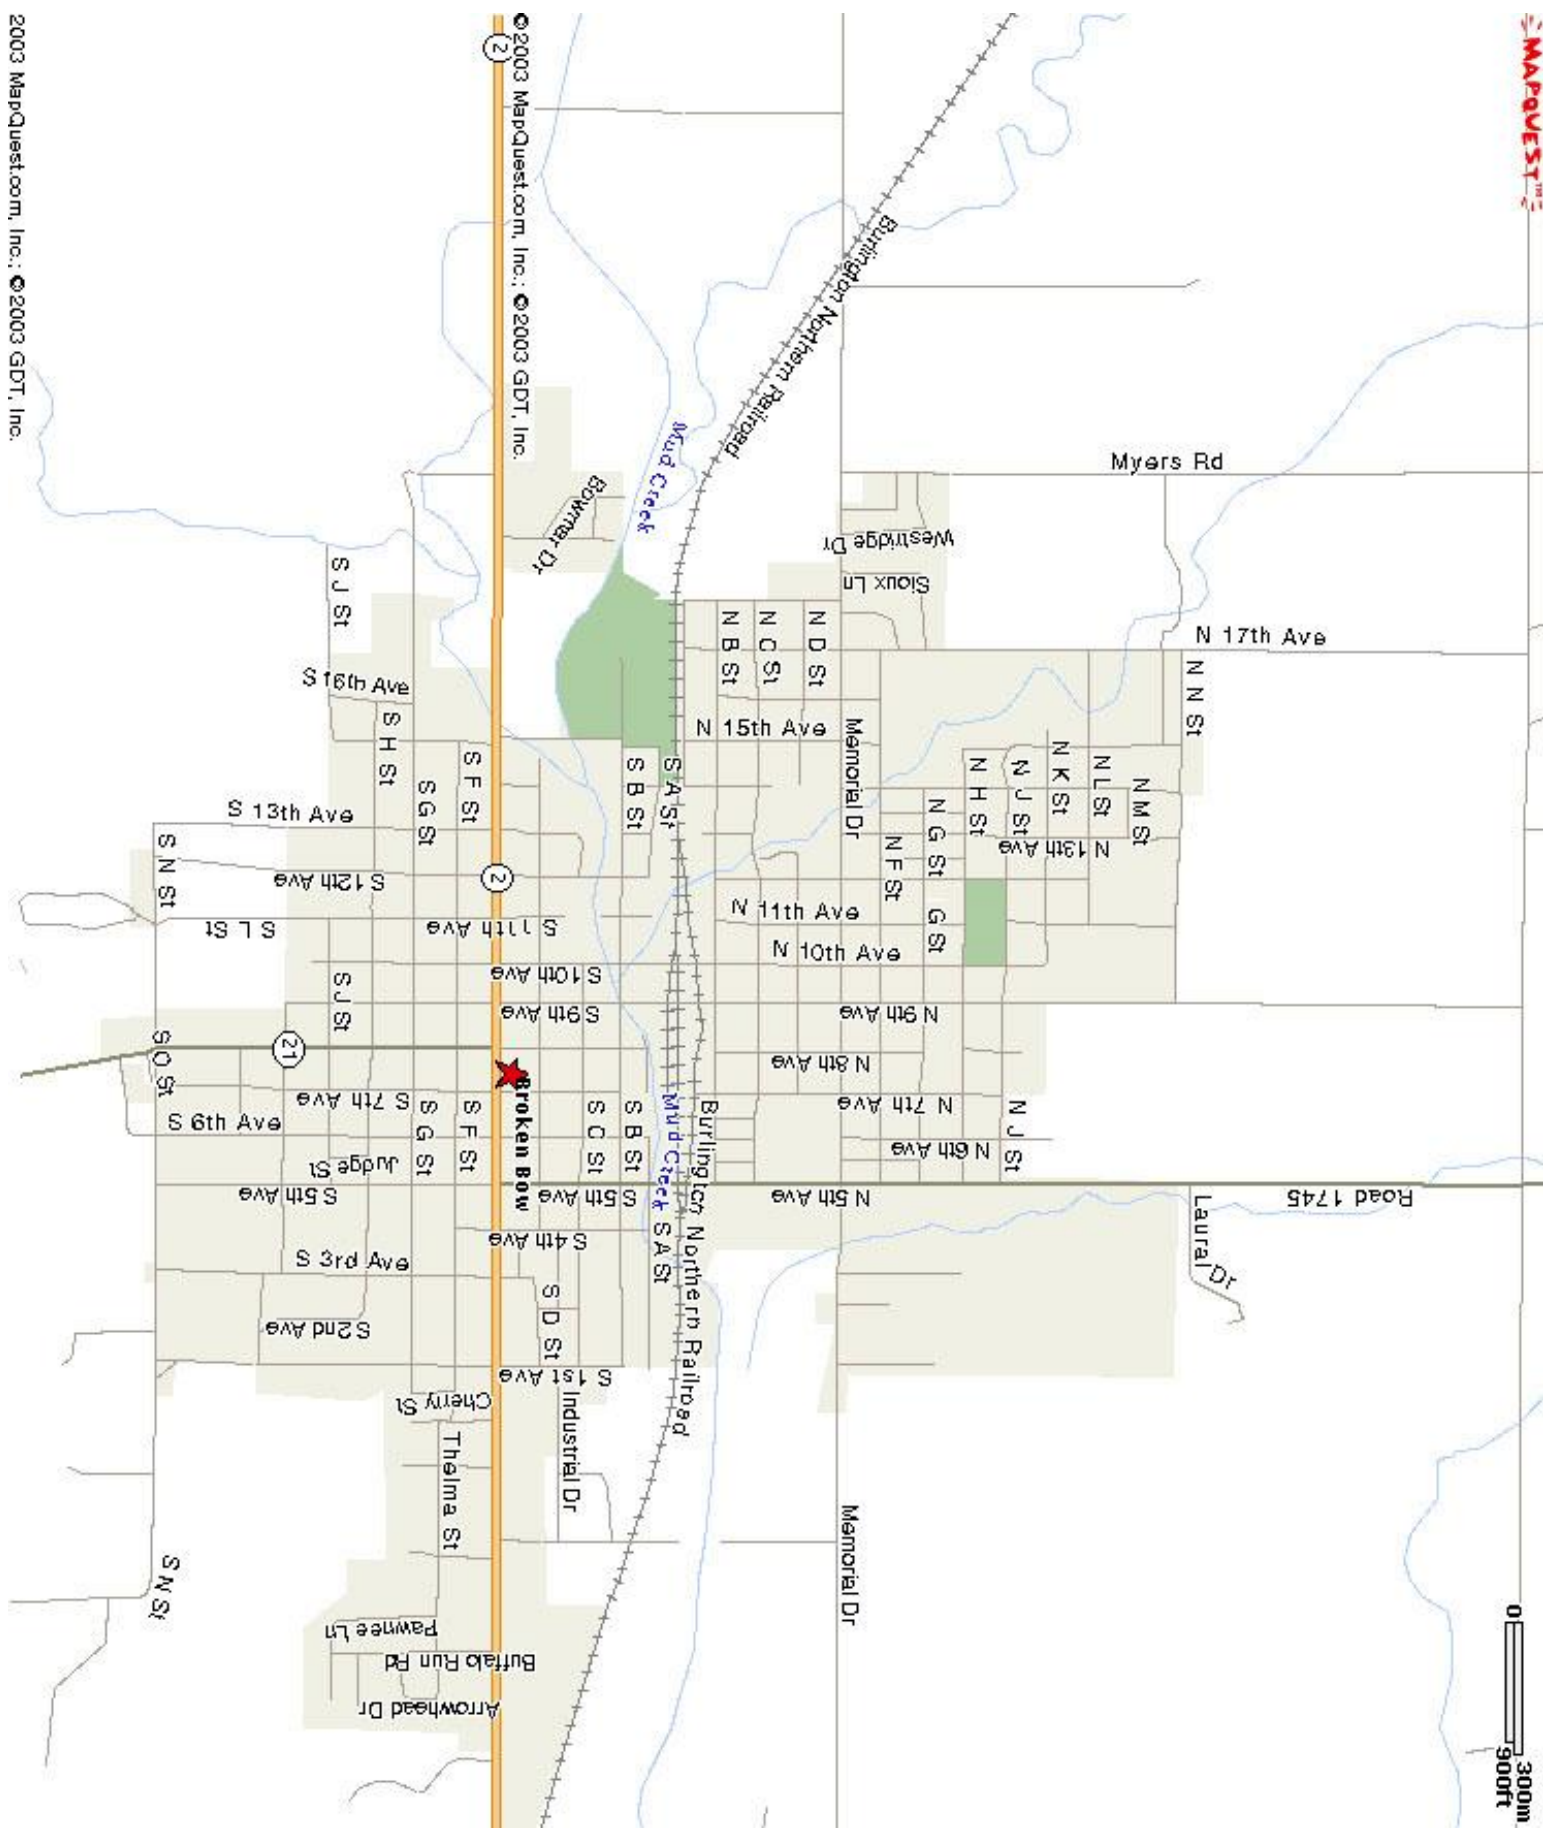 MAPQUEST™
0
300m
900ft
Myers Rd
Westridge Dr
Sioux Ln
N 17th Ave
N N St
N B St
N C St
N D St
N 15th Ave
Memorial Dr
N H St
N J St
N K St
N L St
N M St
N G St
N F St
N 13th Ave
N 11th Ave
G St
N 10th Ave
N 9th Ave
N 8th Ave
N 7th Ave
N 6th Ave
N J St
N 5th Ave
Road 1745
Laural Dr
Memorial Dr
Burlington Northern Railroad
Mud Creek
Bowmar Dr
S A St
S B St
Burlington Northern Railroad
Mud Creek
S A St
S B St
S C St
S D St
Industrial Dr
2
2
Broken Bow
S J St
S 16th Ave
S H St
S G St
S F St
S 13th Ave
S 12th Ave
S N St
S L St
S 11th Ave
S 10th Ave
S 9th Ave
S J St
21
S O St
S 7th Ave
S 6th Ave
S G St
S F St
Judge St
S 5th Ave
S 5th Ave
S 4th Ave
S 3rd Ave
S 2nd Ave
S 1st Ave
Cherry St
Thelma St
S N St
Pawnee Ln
Buffalo Run Rd
Arrowhead Dr
©2003 MapQuest.com, Inc.; ©2003 GDT, Inc.
2003 MapQuest.com, Inc.; ©2003 GDT, Inc.